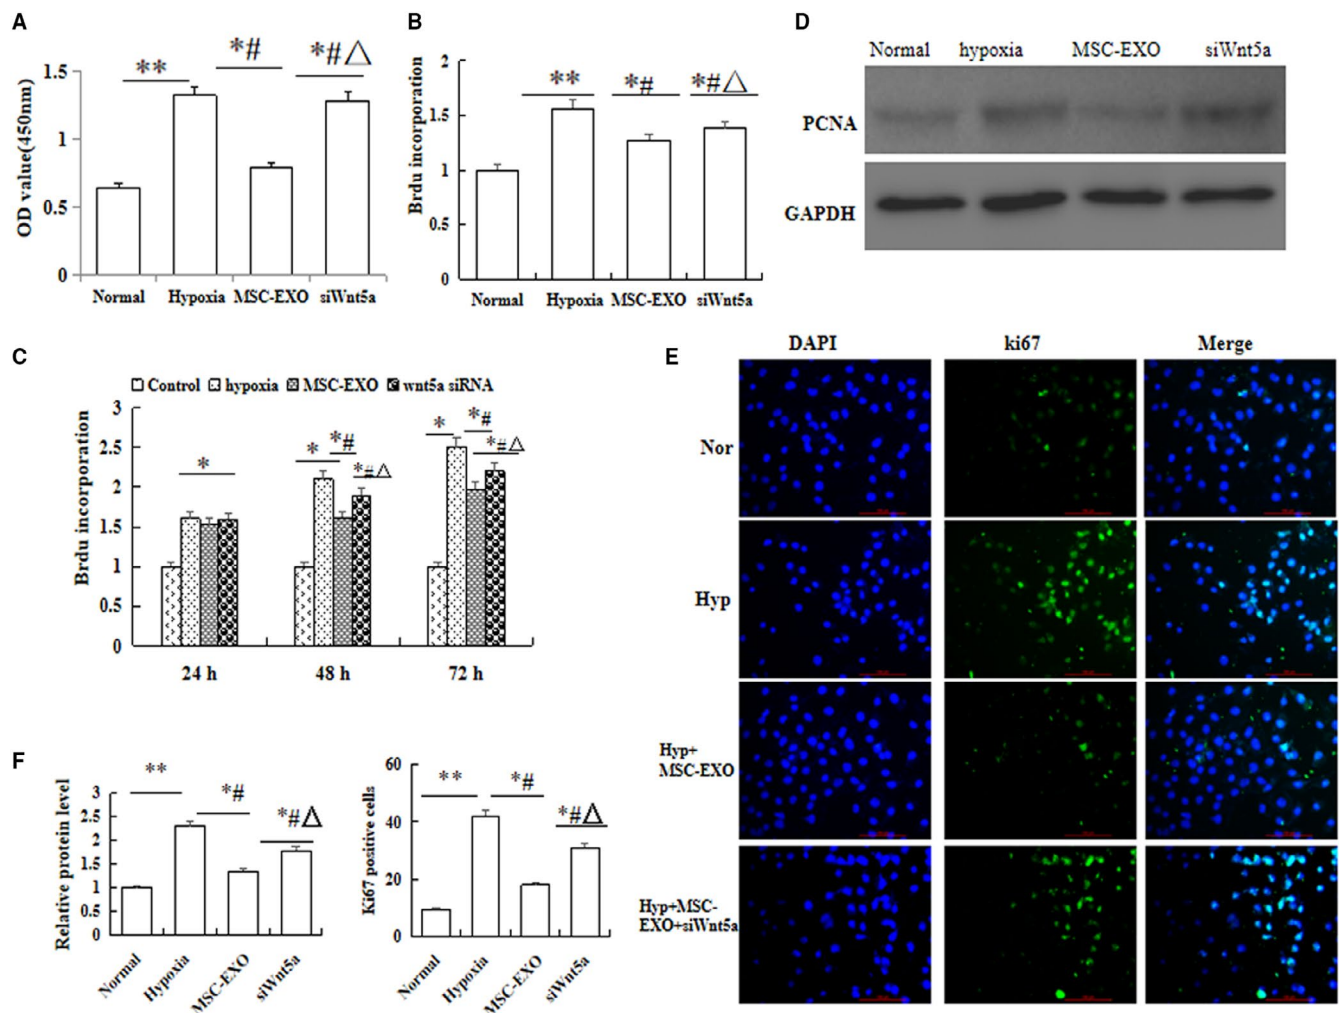 A
OD value(450nm)
1.5
1
0.5
0
** *# *#△
Normal Hypoxia MSC-EXO siWnt5a
B
Brdu incorporation
2
1.5
1
0.5
0
** *# *#△
Normal Hypoxia MSC-EXO siWnt5a
D
Normal hypoxia MSC-EXO siWnt5a
PCNA
GAPDH
C
Control hypoxia MSC-EXO wnt5a siRNA
Brdu incorporation
3
2.5
2
1.5
1
0.5
0
*
* *# *#△
* *# *#△
24 h 48 h 72 h
E
DAPI ki67 Merge
Nor
Hyp
Hyp+
MSC-EXO
Hyp+MSC-
EXO+siWnt5a
F
Relative protein level
3
2.5
2
1.5
1
0.5
0
** *# *#Δ
Normal Hypoxia MSC-EXO siWnt5a
Ki67 positive cells
60
40
20
0
** *# *#Δ
Normal Hypoxia MSC-EXO siWnt5a